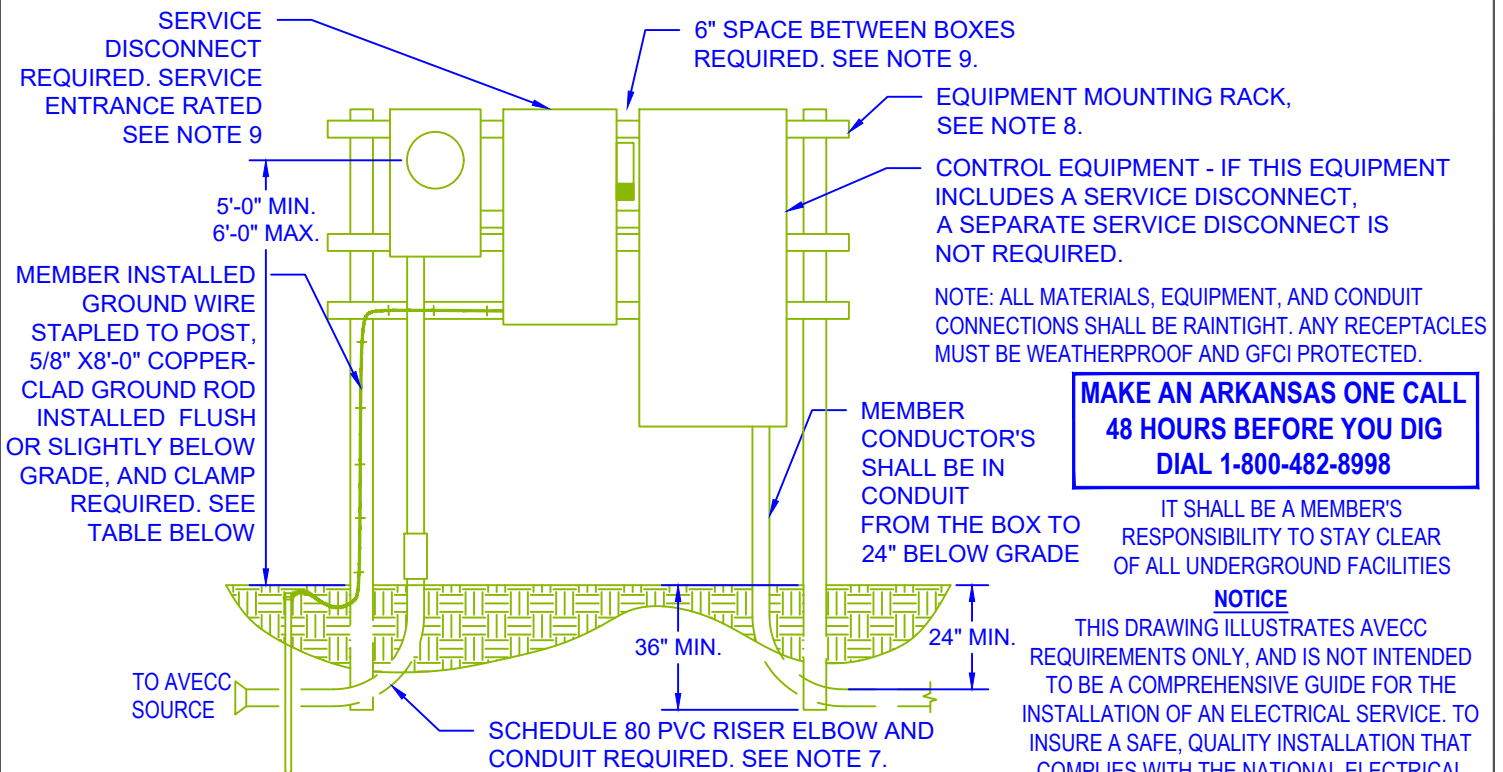 SERVICE
DISCONNECT
REQUIRED. SERVICE
ENTRANCE RATED
SEE NOTE 9
6" SPACE BETWEEN BOXES
REQUIRED. SEE NOTE 9.
EQUIPMENT MOUNTING RACK,
SEE NOTE 8.
CONTROL EQUIPMENT - IF THIS EQUIPMENT
INCLUDES A SERVICE DISCONNECT,
A SEPARATE SERVICE DISCONNECT IS
NOT REQUIRED.
5'-0" MIN.
6'-0" MAX.
MEMBER INSTALLED
GROUND WIRE
STAPLED TO POST,
5/8" X8'-0" COPPER-
CLAD GROUND ROD
INSTALLED FLUSH
OR SLIGHTLY BELOW
GRADE, AND CLAMP
REQUIRED. SEE
TABLE BELOW
NOTE: ALL MATERIALS, EQUIPMENT, AND CONDUIT
CONNECTIONS SHALL BE RAINTIGHT. ANY RECEPTACLES
MUST BE WEATHERPROOF AND GFCI PROTECTED.
MAKE AN ARKANSAS ONE CALL
48 HOURS BEFORE YOU DIG
DIAL 1-800-482-8998
MEMBER
CONDUCTOR'S
SHALL BE IN
CONDUIT
FROM THE BOX TO
24" BELOW GRADE
IT SHALL BE A MEMBER'S
RESPONSIBILITY TO STAY CLEAR
OF ALL UNDERGROUND FACILITIES
36" MIN.
24" MIN.
TO AVECC
SOURCE
SCHEDULE 80 PVC RISER ELBOW AND
CONDUIT REQUIRED. SEE NOTE 7.
NOTICE
THIS DRAWING ILLUSTRATES AVECC
REQUIREMENTS ONLY, AND IS NOT INTENDED
TO BE A COMPREHENSIVE GUIDE FOR THE
INSTALLATION OF AN ELECTRICAL SERVICE. TO
INSURE A SAFE, QUALITY INSTALLATION THAT
COMPLIES WITH THE NATIONAL ELECTRICAL